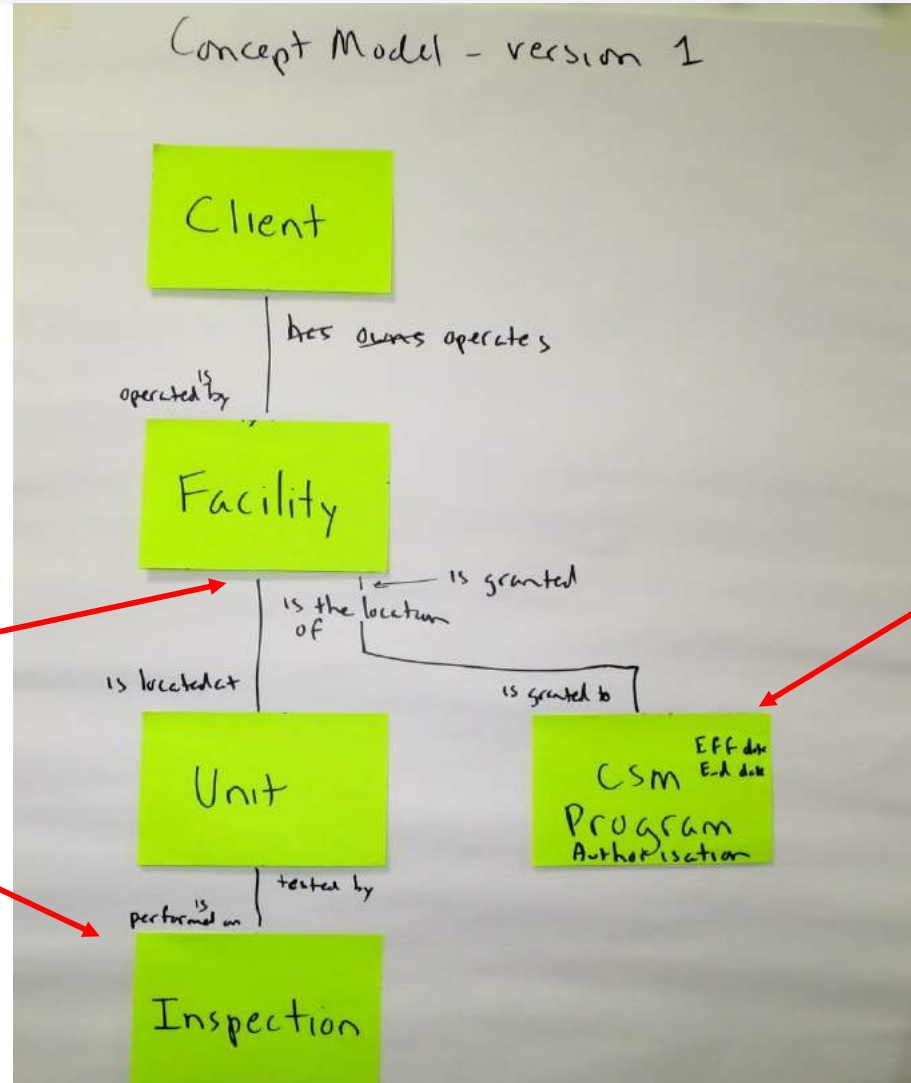 Concept Model - version 1
Client
has owns operates
is
operated by
Facility
is granted
is the location
of
is located at
is granted to
Unit
Eff date
CSM End date
Program
Authorisation
tested by
is
performed on
Inspection